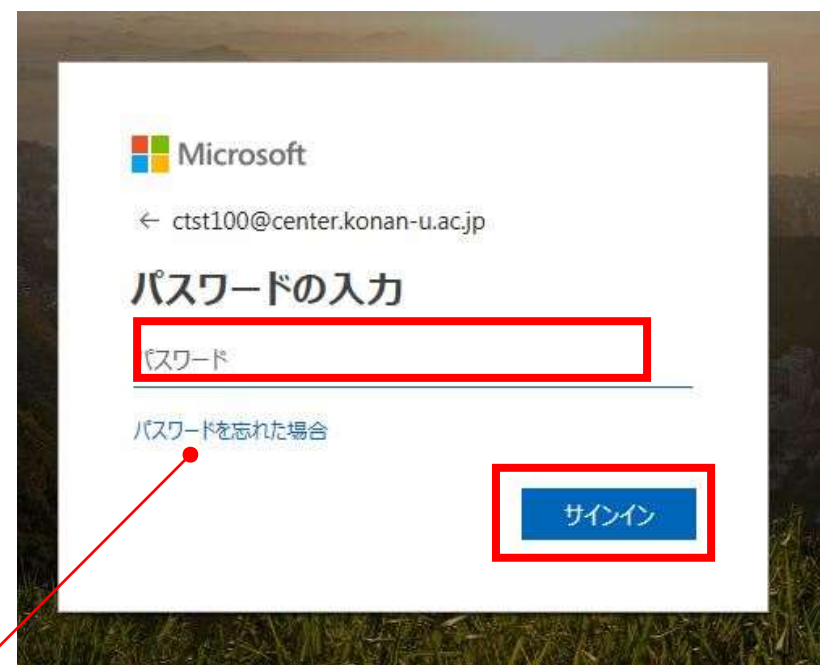 Microsoft
← ctst100@center.konan-u.ac.jp
パスワードの入力
パスワード
パスワードを忘れた場合
サインイン